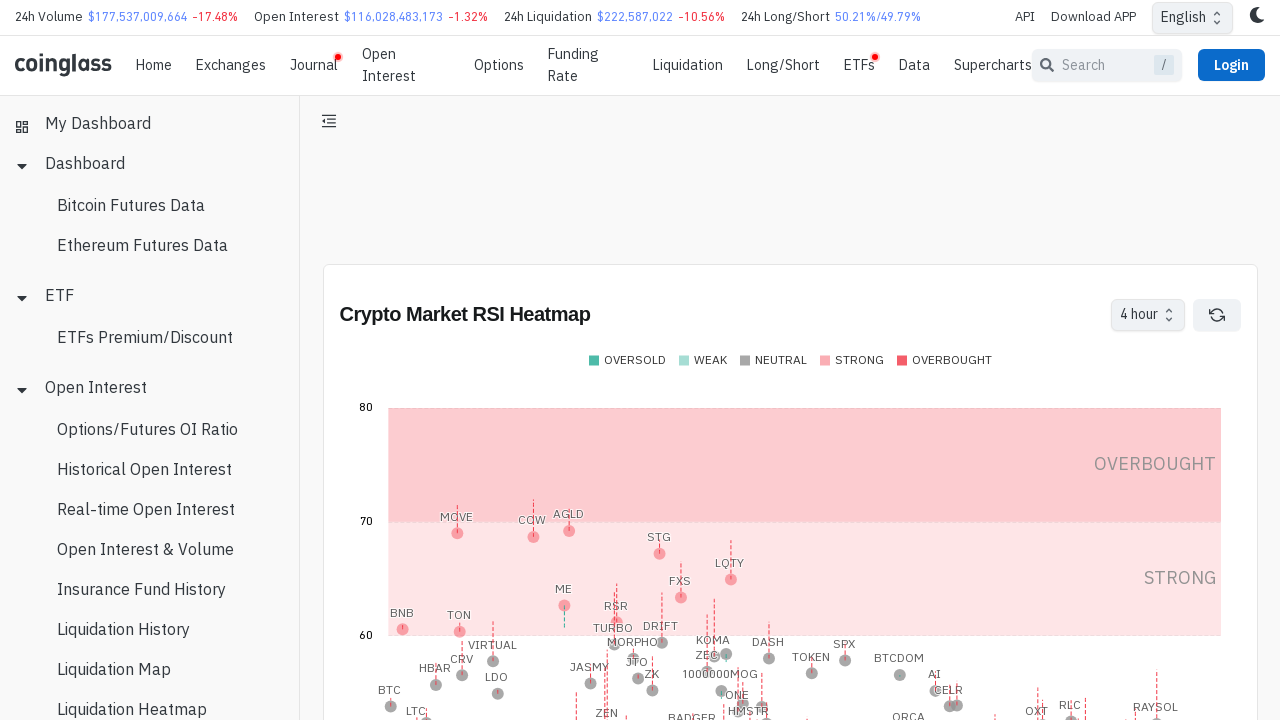 24h Volume $177,537,009,664 -17.48% Open Interest $116,028,483,173 -1.32% 24h Liquidation $222,587,022 -10.56% 24h Long/Short 50.21%/49.79% API Download APP English
coinglass Home Exchanges Journal Open Interest Options Funding Rate Liquidation Long/Short ETFs Data Supercharts Search / Login
My Dashboard
Dashboard
Bitcoin Futures Data
Ethereum Futures Data
ETF
ETFs Premium/Discount
Open Interest
Options/Futures OI Ratio
Historical Open Interest
Real-time Open Interest
Open Interest & Volume
Insurance Fund History
Liquidation History
Liquidation Map
Liquidation Heatmap
Crypto Market RSI Heatmap
4 hour
OVERSOLD WEAK NEUTRAL STRONG OVERBOUGHT
80
OVERBOUGHT
MOVE COW AGLD
70
STG
LQTY
STRONG
FXS
ME
RSR
BNB TON
TURBO DRIFT
60
MORPHO KOMA DASH
VIRTUAL SPX
CRV JTO ZEC TOKEN BTCDOM
HBAR JASMY ZK 1000000MOG AI
LDO
BTC ONE CELR
LTC ZEN BADGER HMSTR ORCA OXT RLC RAYSOL